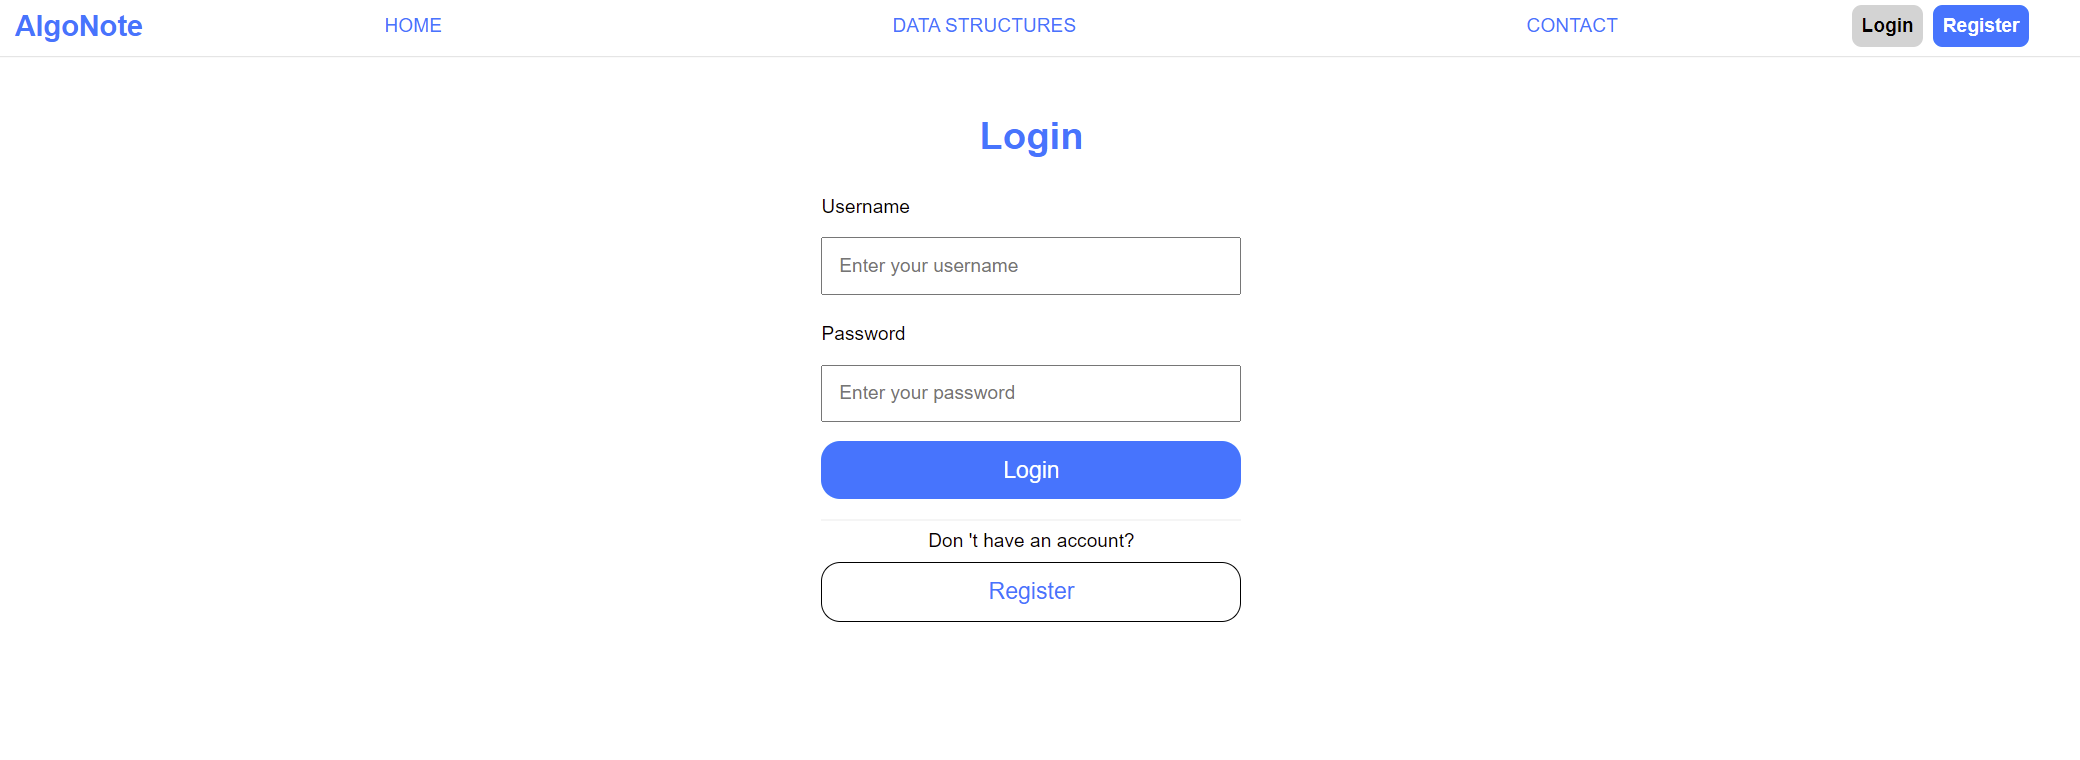 AlgoNote HOME DATA STRUCTURES CONTACT Login Register
Login
Username
Enter your username
Password
Enter your password
Login
Don 't have an account?
Register